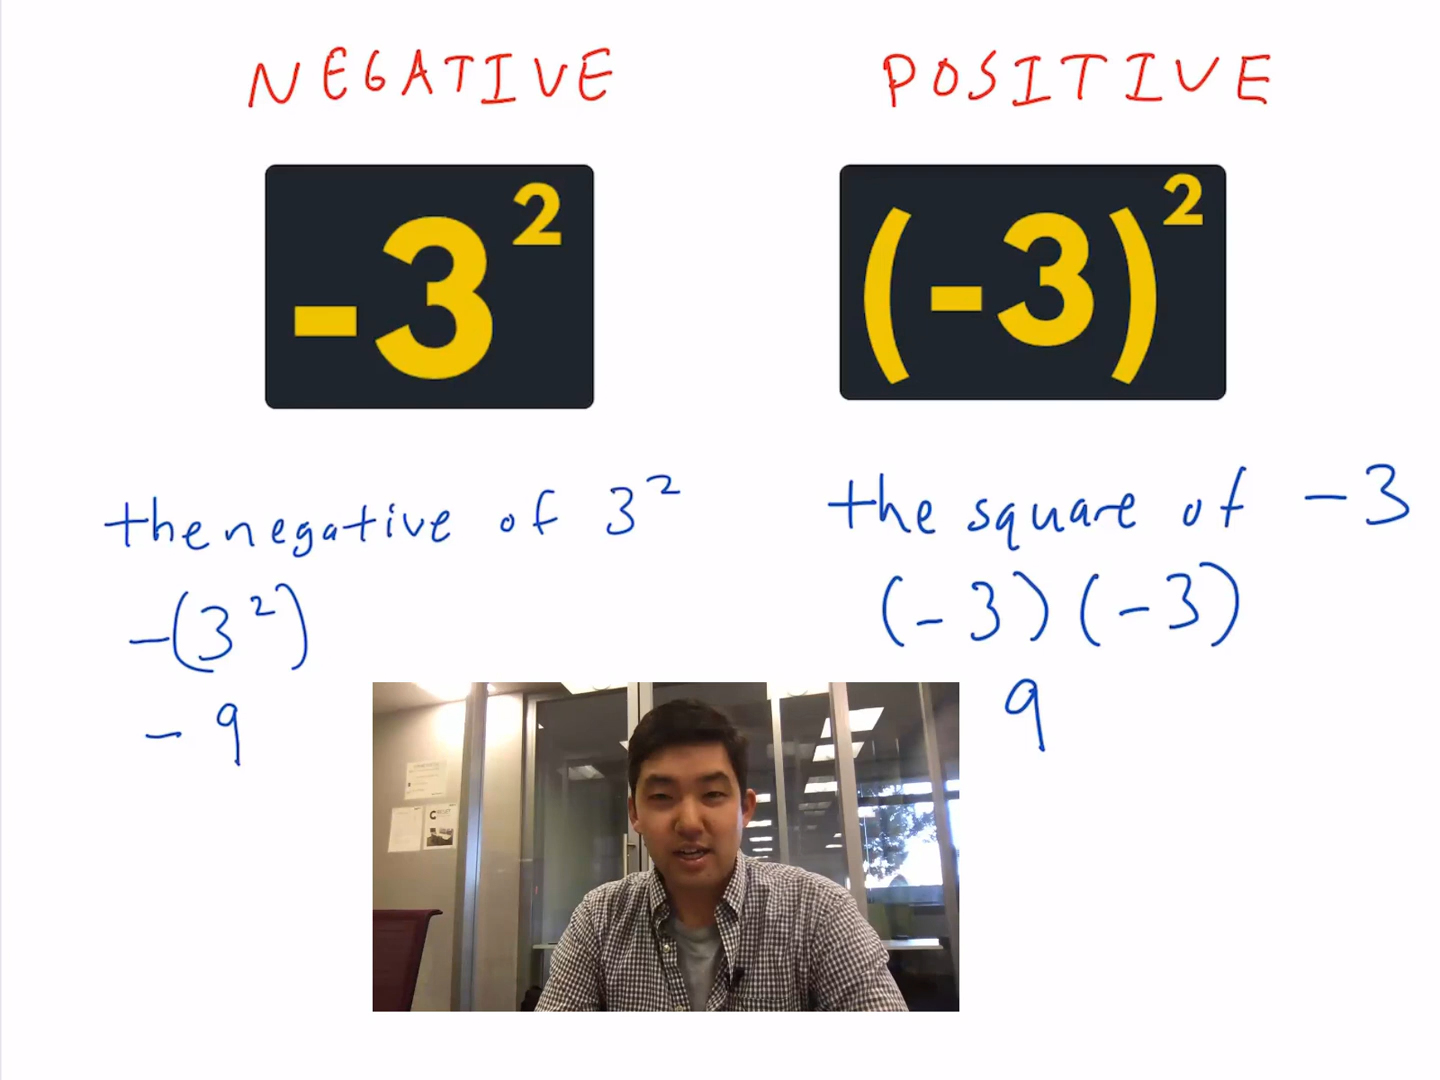 NEGATIVE
POSITIVE
-3²
(-3)²
the negative of 3²
the square of -3
-(3²)
(-3)(-3)
-9
9